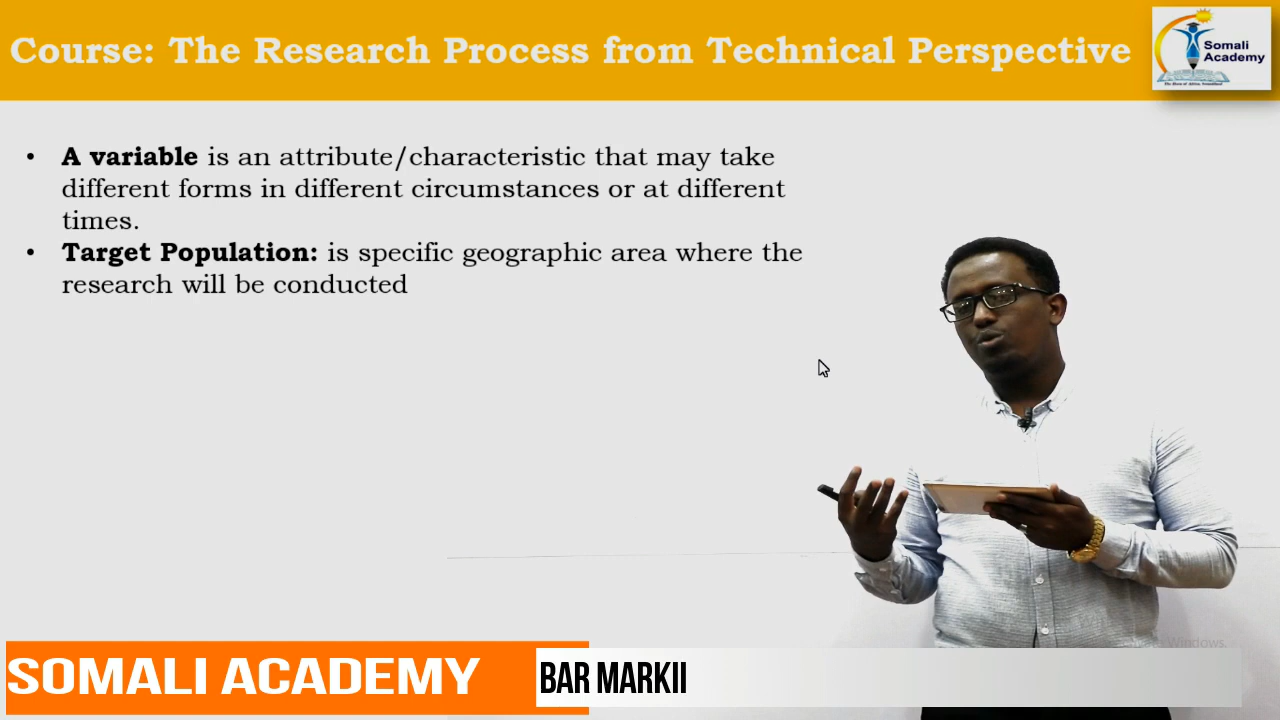 Course: The Research Process from Technical Perspective
Somali
Academy
• A variable is an attribute/characteristic that may take
different forms in different circumstances or at different
times.
• Target Population: is specific geographic area where the
research will be conducted
Windows.
SOMALI ACADEMY
BAR MARKII